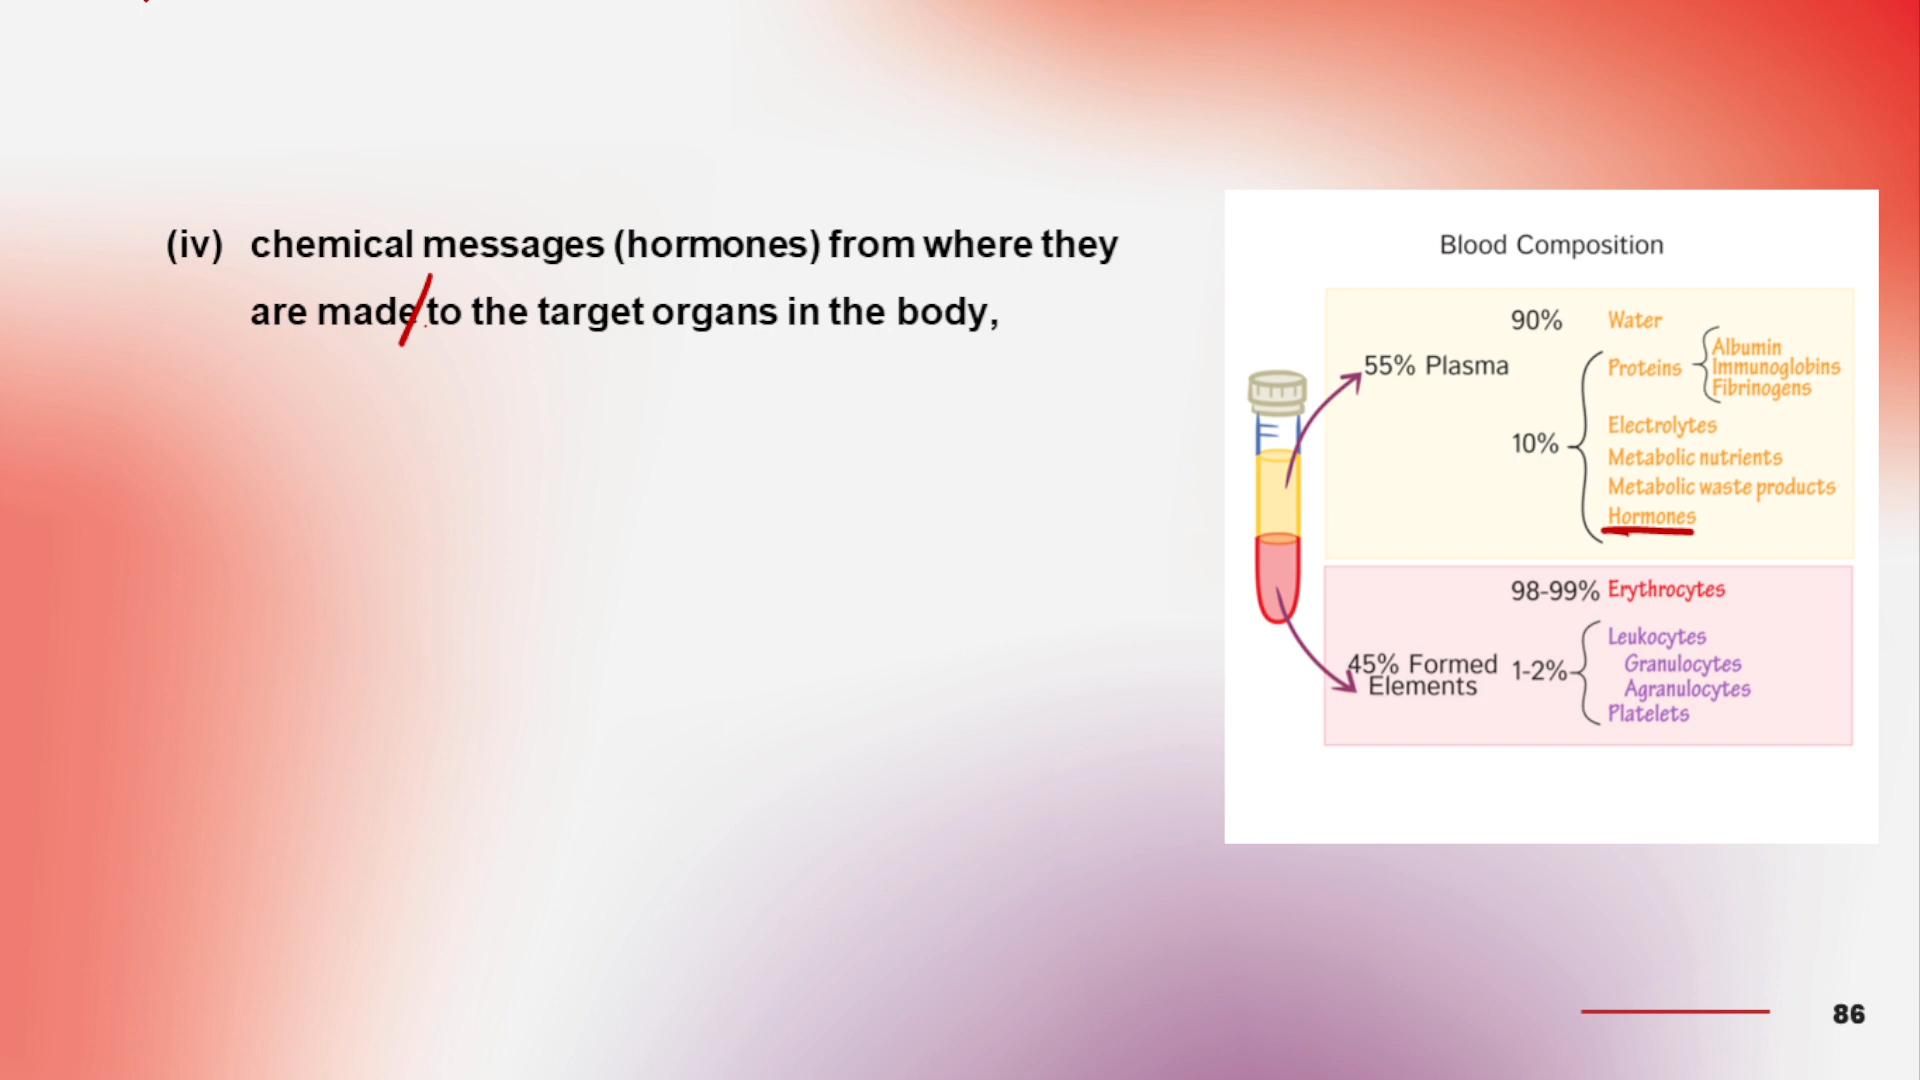 (iv) chemical messages (hormones) from where they
are made to the target organs in the body,
Blood Composition
90% Water
55% Plasma
Proteins
Albumin
Immunoglobins
Fibrinogens
10%
Electrolytes
Metabolic nutrients
Metabolic waste products
Hormones
98-99% Erythrocytes
45% Formed
Elements
1-2%
Leukocytes
Granulocytes
Agranulocytes
Platelets
86